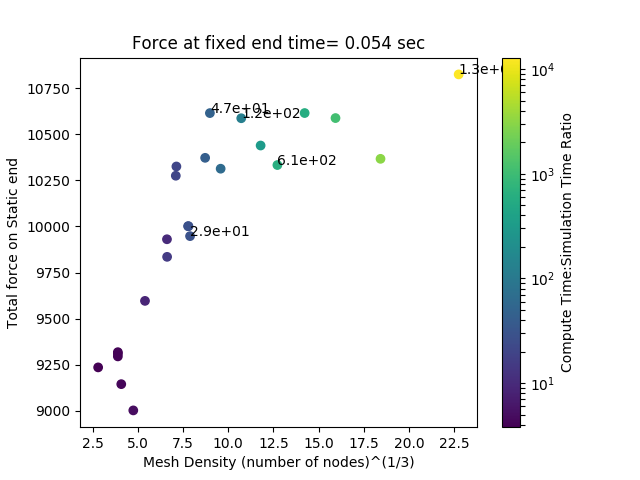 Force at fixed end time= 0.054 sec
Total force on Static end
10750
10500
10250
10000
9750
9500
9250
9000
4.7e+01
1.2e+02
6.1e+02
2.9e+01
2.5
5.0
7.5
10.0
12.5
15.0
17.5
20.0
22.5
Mesh Density (number of nodes)^(1/3)
10^4
10^3
10^2
10^1
Compute Time:Simulation Time Ratio